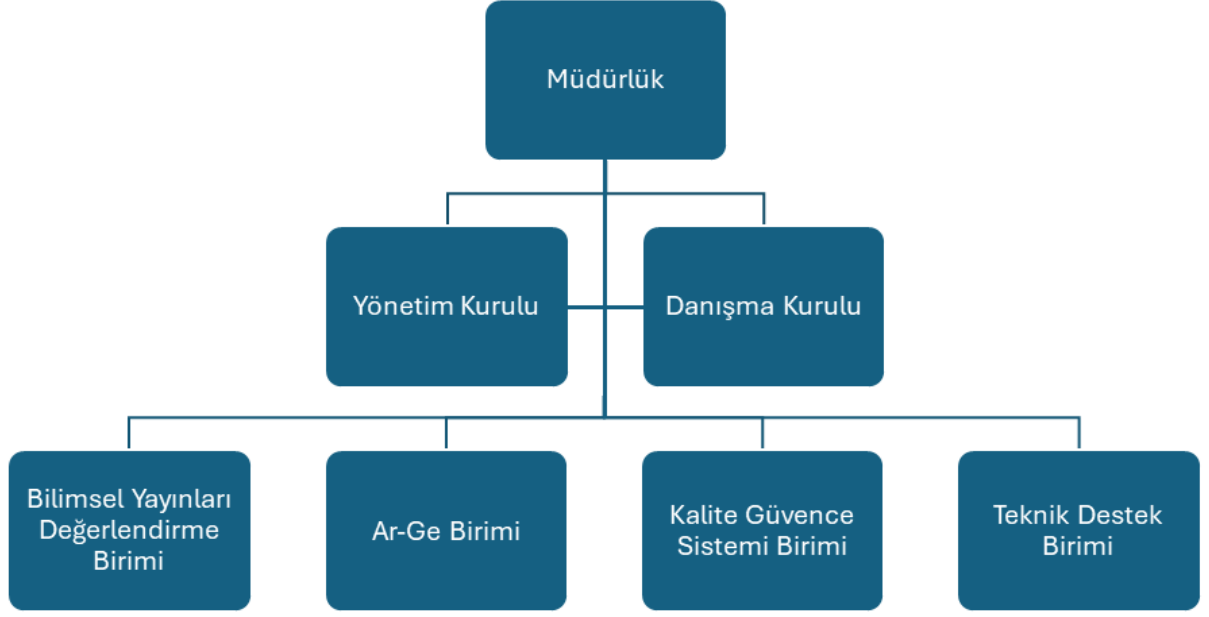 Müdürlük
Yönetim Kurulu
Danışma Kurulu
Bilimsel Yayınları
Değerlendirme
Birimi
Ar-Ge Birimi
Kalite Güvence
Sistemi Birimi
Teknik Destek
Birimi